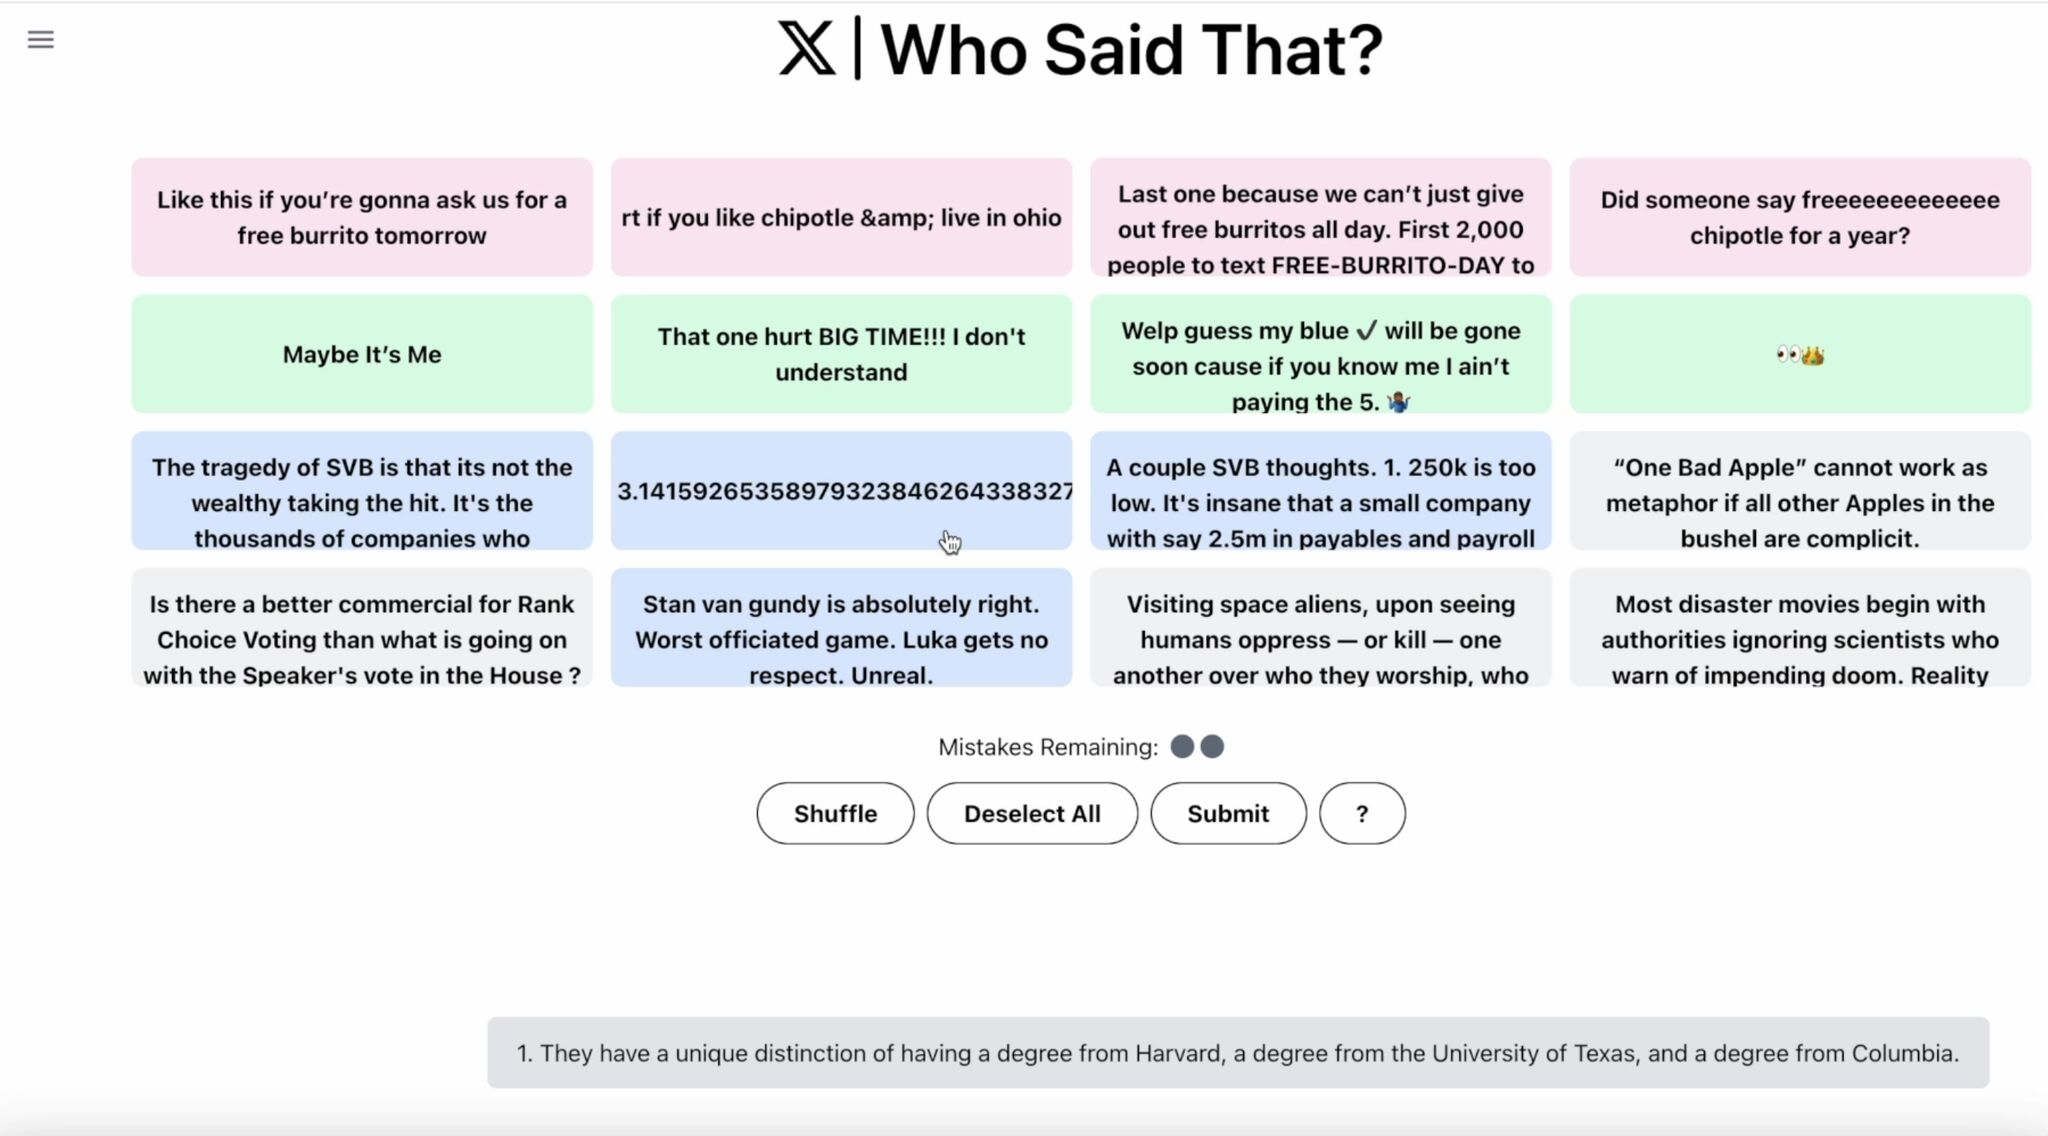 𝕏 | Who Said That?
Like this if you’re gonna ask us for a
free burrito tomorrow
rt if you like chipotle &amp; live in ohio
Last one because we can’t just give
out free burritos all day. First 2,000
people to text FREE-BURRITO-DAY to
Did someone say freeeeeeeeeeeee
chipotle for a year?
Maybe It’s Me
That one hurt BIG TIME!!! I don't
understand
Welp guess my blue ✔️ will be gone
soon cause if you know me I ain’t
paying the 5. 🤷🏾‍♂️
👀👑
The tragedy of SVB is that its not the
wealthy taking the hit. It's the
thousands of companies who
3.14159265358979323846264338327
A couple SVB thoughts. 1. 250k is too
low. It's insane that a small company
with say 2.5m in payables and payroll
“One Bad Apple” cannot work as
metaphor if all other Apples in the
bushel are complicit.
Is there a better commercial for Rank
Choice Voting than what is going on
with the Speaker's vote in the House ?
Stan van gundy is absolutely right.
Worst officiated game. Luka gets no
respect. Unreal.
Visiting space aliens, upon seeing
humans oppress — or kill — one
another over who they worship, who
Most disaster movies begin with
authorities ignoring scientists who
warn of impending doom. Reality
Mistakes Remaining:
Shuffle
Deselect All
Submit
?
1. They have a unique distinction of having a degree from Harvard, a degree from the University of Texas, and a degree from Columbia.